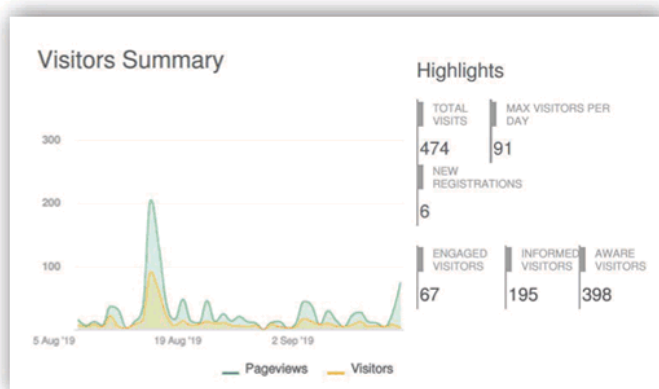 Visitors Summary
Highlights
TOTAL
VISITS
474
MAX VISITORS PER
DAY
91
NEW
REGISTRATIONS
6
ENGAGED
VISITORS
67
INFORMED
VISITORS
195
AWARE
VISITORS
398
300
200
100
5 Aug '19
19 Aug '19
2 Sep '19
Pageviews
Visitors